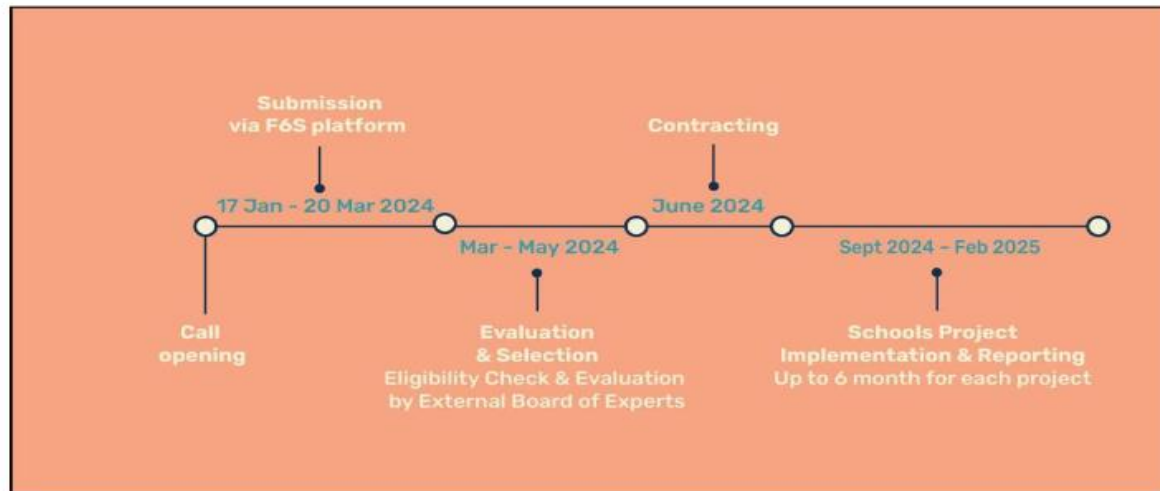 Submission
via F6S platform
Contracting
17 Jan - 20 Mar 2024
June 2024
Mar - May 2024
Sept 2024 - Feb 2025
Call
opening
Evaluation
& Selection
Eligibility Check & Evaluation
by External Board of Experts
Schools Project
Implementation & Reporting
Up to 6 month for each project